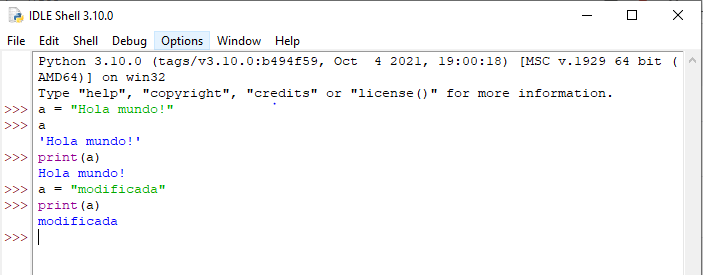 IDLE Shell 3.10.0
File Edit Shell Debug Options Window Help
Python 3.10.0 (tags/v3.10.0:b494f59, Oct  4 2021, 19:00:18) [MSC v.1929 64 bit (
AMD64)] on win32
Type "help", "copyright", "credits" or "license()" for more information.
>>> a = "Hola mundo!"
>>> a
'Hola mundo!'
>>> print(a)
Hola mundo!
>>> a = "modificada"
>>> print(a)
modificada
>>>